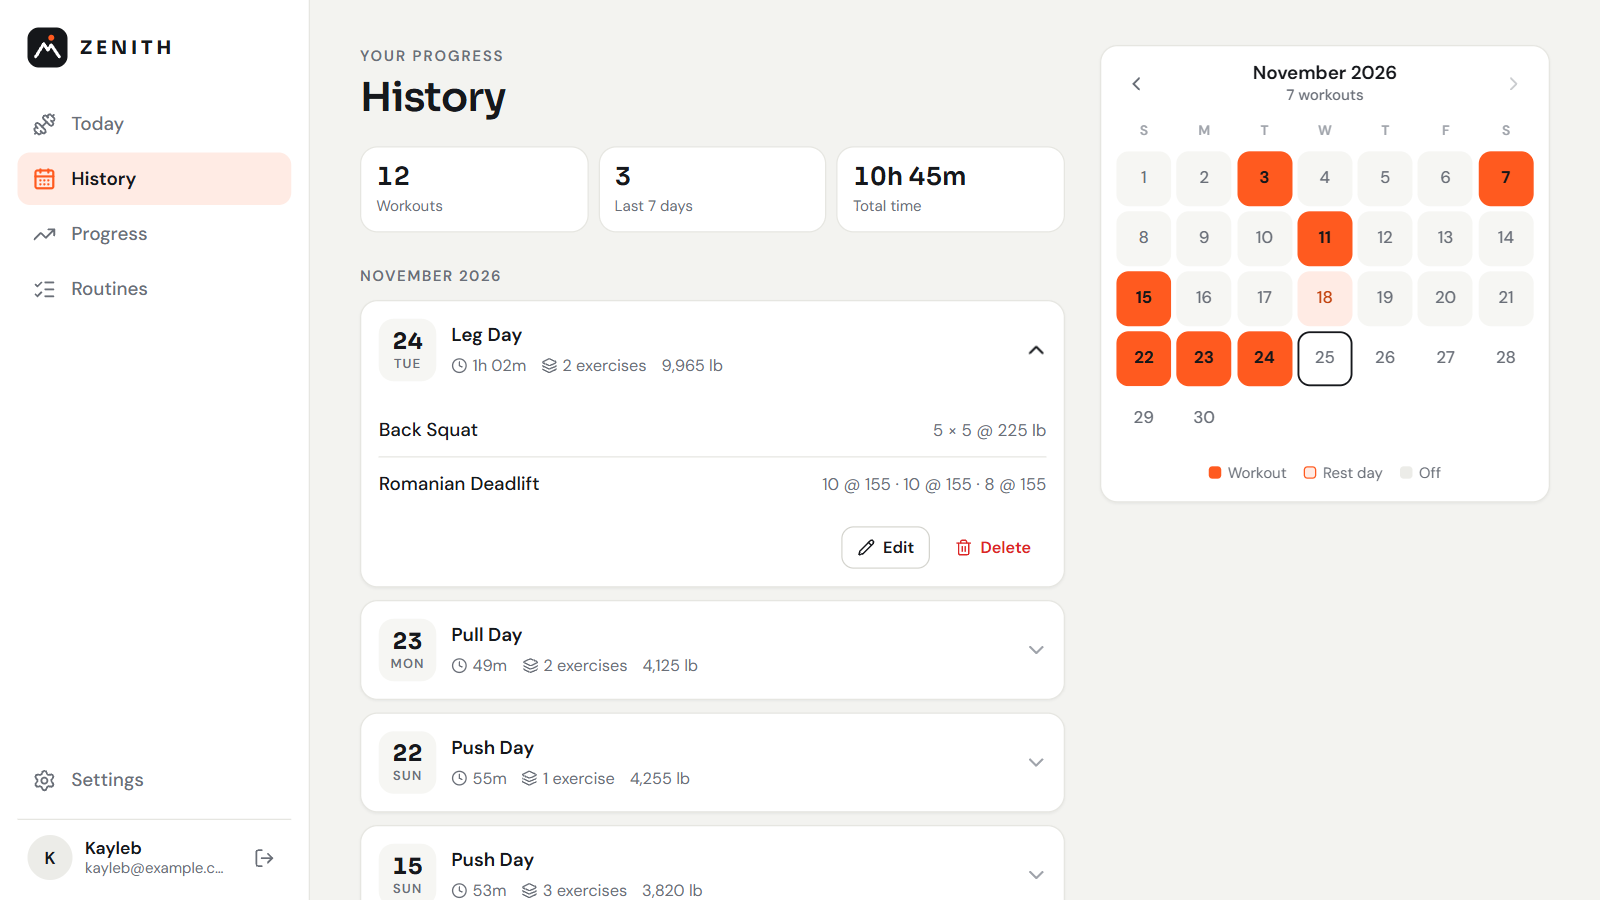 ZENITH
Today
History
Progress
Routines
Settings
K
Kayleb
kayleb@example.c...
YOUR PROGRESS
History
12
Workouts
3
Last 7 days
10h 45m
Total time
NOVEMBER 2026
24
TUE
Leg Day
1h 02m 2 exercises 9,965 lb
Back Squat 5 × 5 @ 225 lb
Romanian Deadlift 10 @ 155 · 10 @ 155 · 8 @ 155
Edit Delete
23
MON
Pull Day
49m 2 exercises 4,125 lb
22
SUN
Push Day
55m 1 exercise 4,255 lb
15
SUN
Push Day
53m 3 exercises 3,820 lb
November 2026
7 workouts
S M T W T F S
1 2 3 4 5 6 7
8 9 10 11 12 13 14
15 16 17 18 19 20 21
22 23 24 25 26 27 28
29 30
Workout Rest day Off